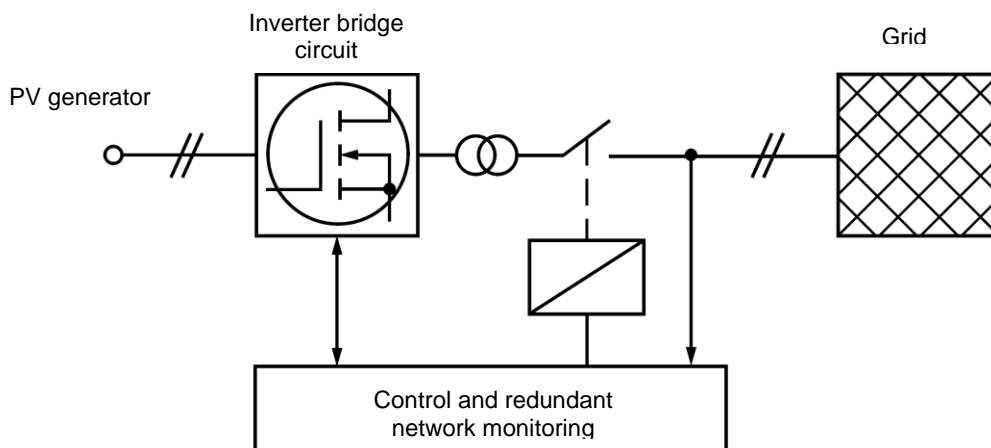 Inverter bridge
circuit
Grid
PV generator
Control and redundant
network monitoring